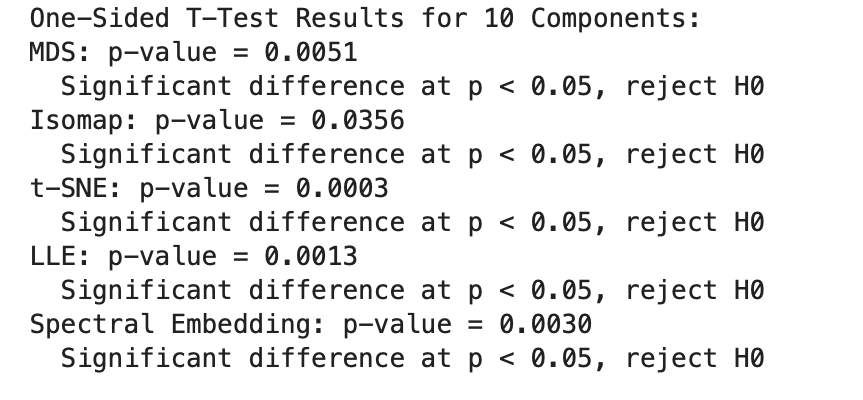 One-Sided T-Test Results for 10 Components:
MDS: p-value = 0.0051
  Significant difference at p < 0.05, reject H0
Isomap: p-value = 0.0356
  Significant difference at p < 0.05, reject H0
t-SNE: p-value = 0.0003
  Significant difference at p < 0.05, reject H0
LLE: p-value = 0.0013
  Significant difference at p < 0.05, reject H0
Spectral Embedding: p-value = 0.0030
  Significant difference at p < 0.05, reject H0